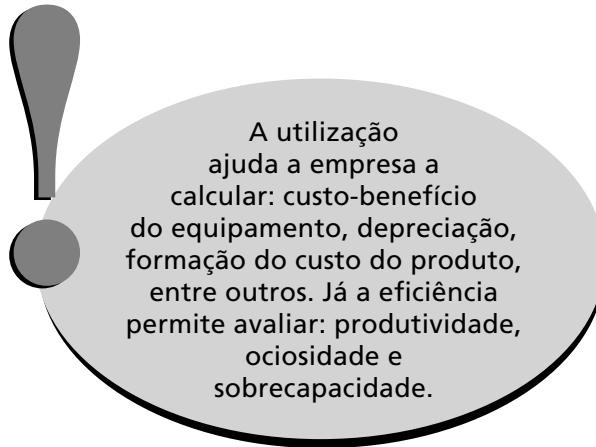 A utilização
ajuda a empresa a
calcular: custo-benefício
do equipamento, depreciação,
formação do custo do produto,
entre outros. Já a eficiência
permite avaliar: produtividade,
ociosidade e
sobrecapacidade.